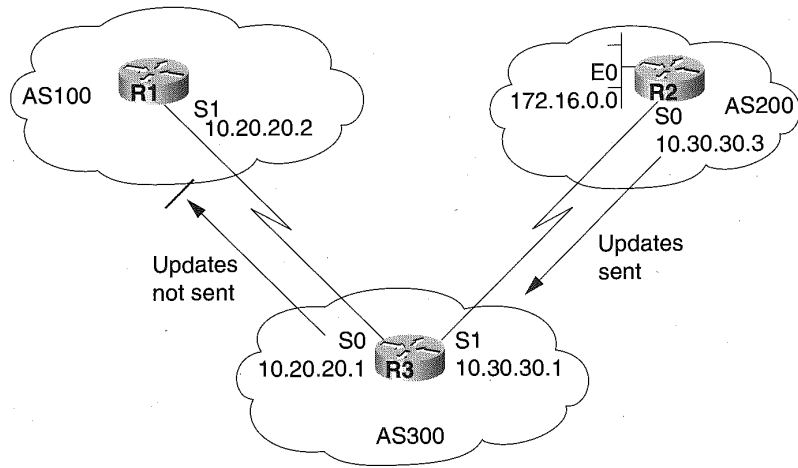 AS100
R1
S1
10.20.20.2
E0
172.16.0.0
R2
AS200
S0
10.30.30.3
Updates
not sent
Updates
sent
S0
10.20.20.1
R3
S1
10.30.30.1
AS300